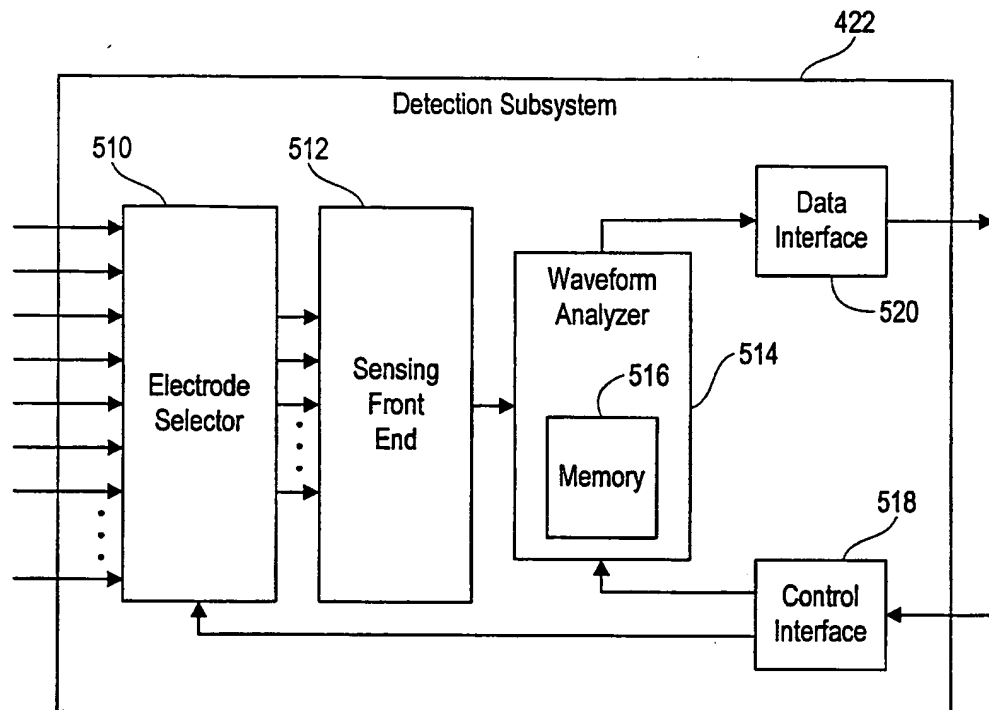 422
Detection Subsystem
510
512
Data
Interface
520
Waveform
Analyzer
514
516
Memory
Electrode
Selector
Sensing
Front
End
518
Control
Interface